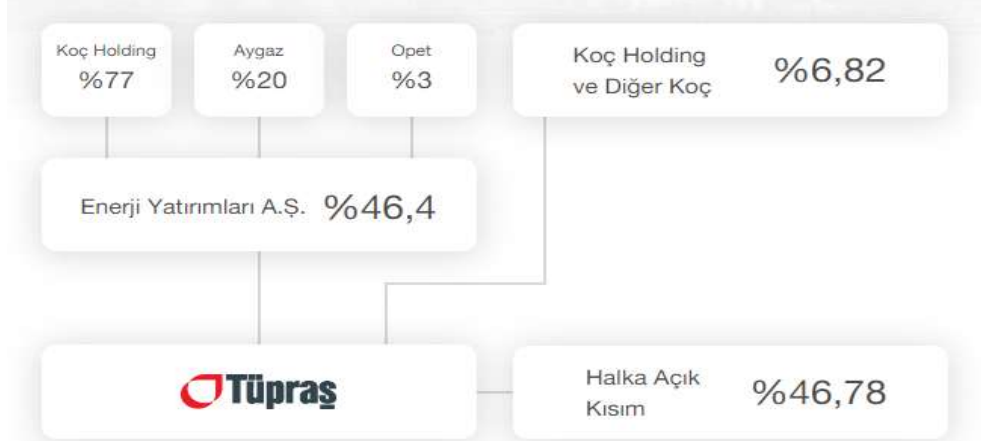 Koç Holding
%77
Aygaz
%20
Opet
%3
Koç Holding
ve Diğer Koç
%6,82
Enerji Yatırımları A.Ş. %46,4
Tüpraş
Halka Açık
Kısım
%46,78